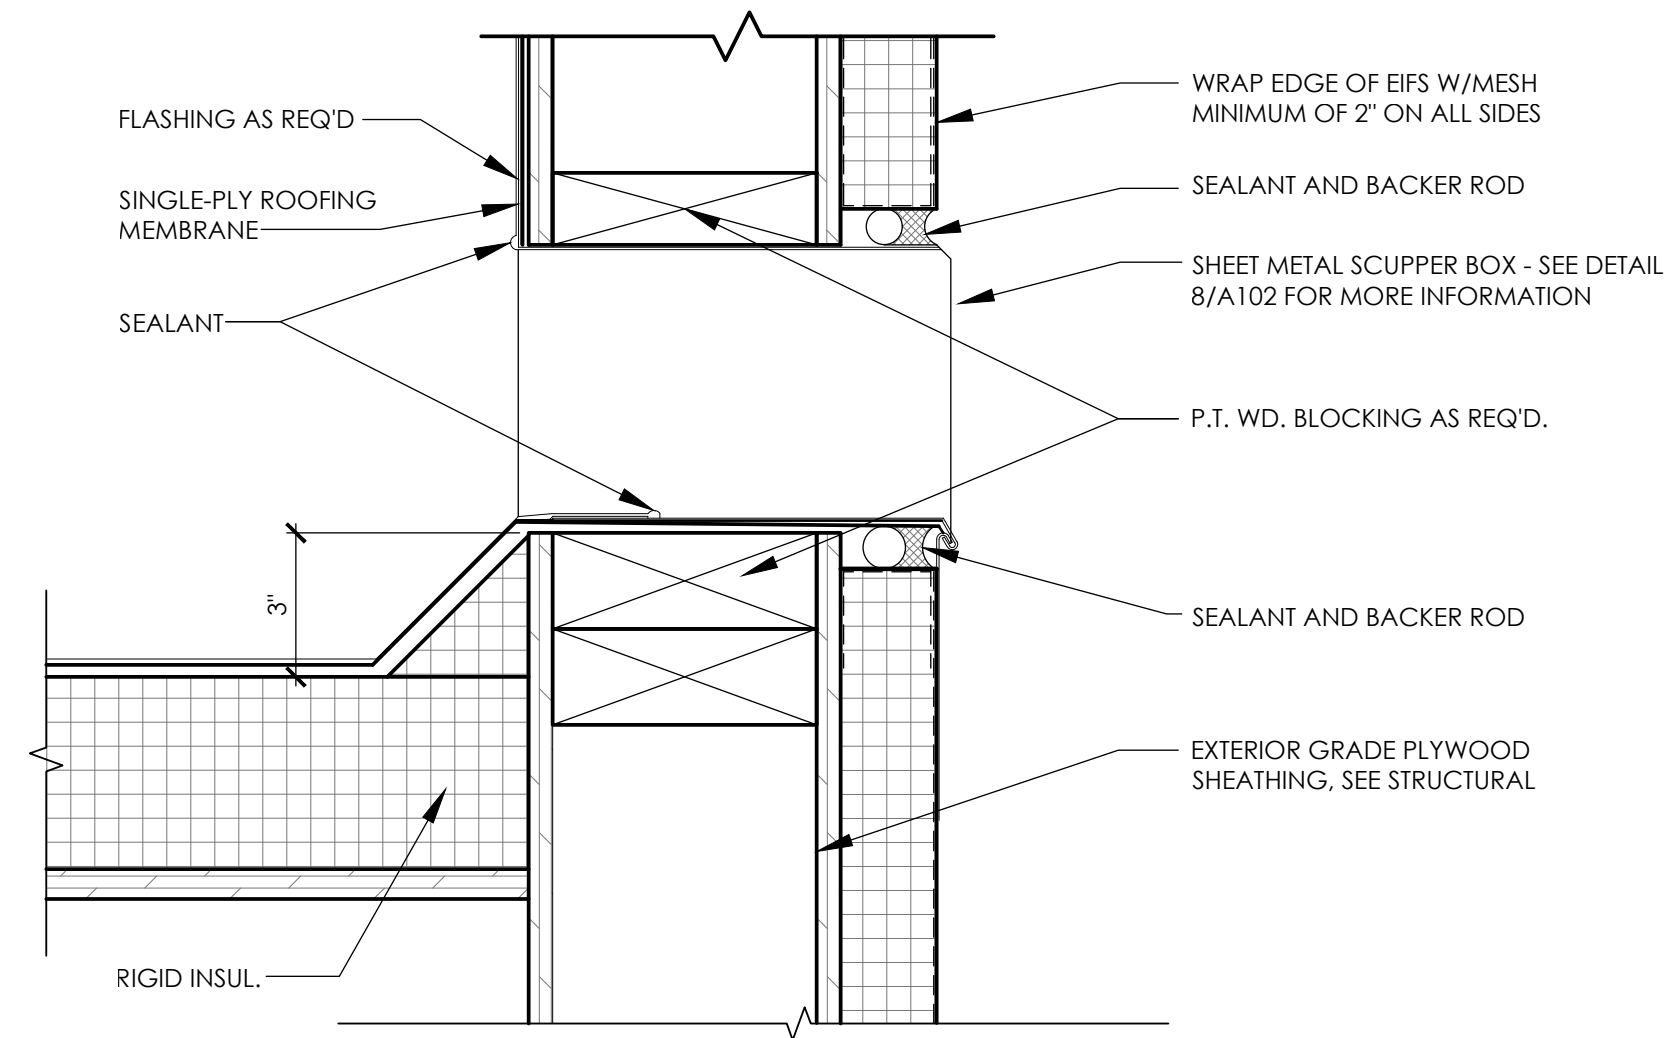 FLASHING AS REQ'D
SINGLE-PLY ROOFING
MEMBRANE
SEALANT
3"
RIGID INSUL.
WRAP EDGE OF EIFS W/MESH
MINIMUM OF 2" ON ALL SIDES
SEALANT AND BACKER ROD
SHEET METAL SCUPPER BOX - SEE DETAIL
8/A102 FOR MORE INFORMATION
P.T. WD. BLOCKING AS REQ'D.
SEALANT AND BACKER ROD
EXTERIOR GRADE PLYWOOD
SHEATHING, SEE STRUCTURAL